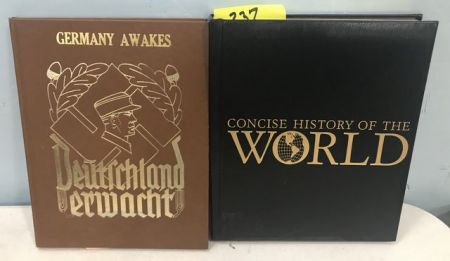 237
GERMANY AWAKES
Deutschland
erwacht
CONCISE HISTORY OF THE
WORLD